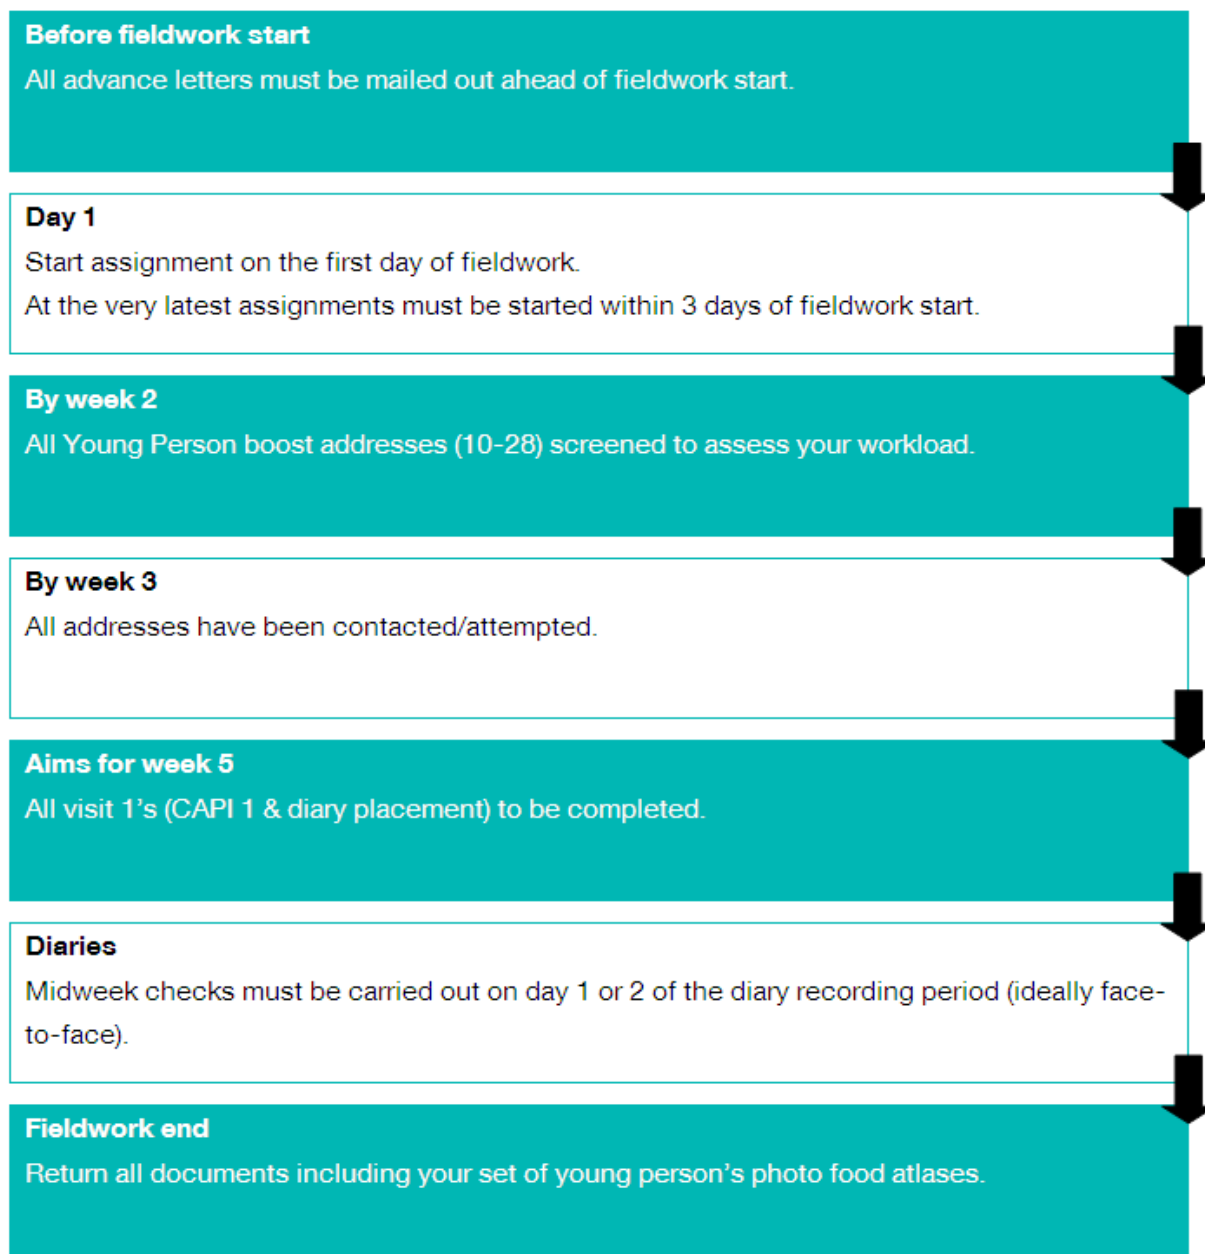 Before fieldwork start
All advance letters must be mailed out ahead of fieldwork start.
Day 1
Start assignment on the first day of fieldwork.
At the very latest assignments must be started within 3 days of fieldwork start.
By week 2
All Young Person boost addresses (10-28) screened to assess your workload.
By week 3
All addresses have been contacted/attempted.
Aims for week 5
All visit 1’s (CAPI 1 & diary placement) to be completed.
Diaries
Midweek checks must be carried out on day 1 or 2 of the diary recording period (ideally face-
to-face).
Fieldwork end
Return all documents including your set of young person’s photo food atlases.